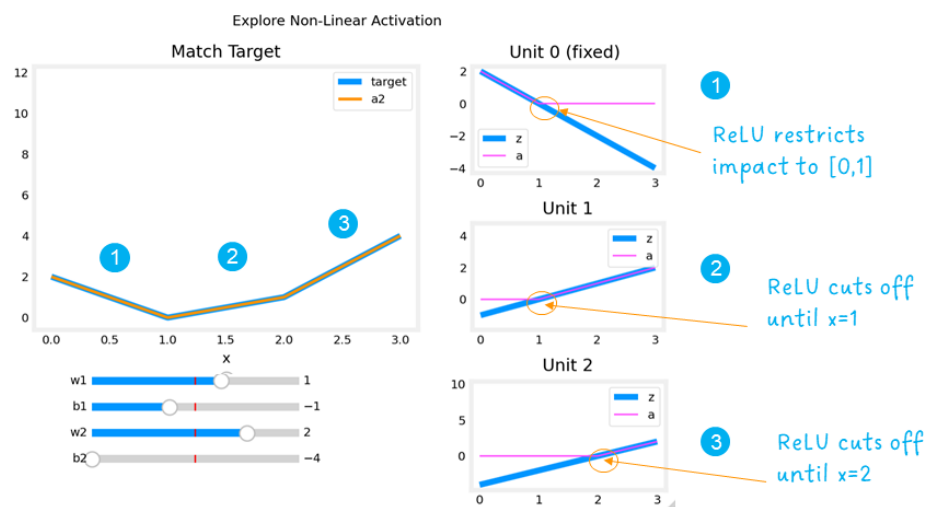 Explore Non-Linear Activation
Match Target
12
10
8
6
4
2
0
target
a2
1
2
3
0.0 0.5 1.0 1.5 2.0 2.5 3.0
x
w1 1
b1 −1
w2 2
b2 −4
Unit 0 (fixed)
2
0
−2
−4
z
a
0 1 2 3
1
ReLU restricts
impact to [0,1]
Unit 1
4
2
0
z
a
0 1 2 3
2
ReLU cuts off
until x=1
Unit 2
10
5
0
z
a
0 1 2 3
3
ReLU cuts off
until x=2